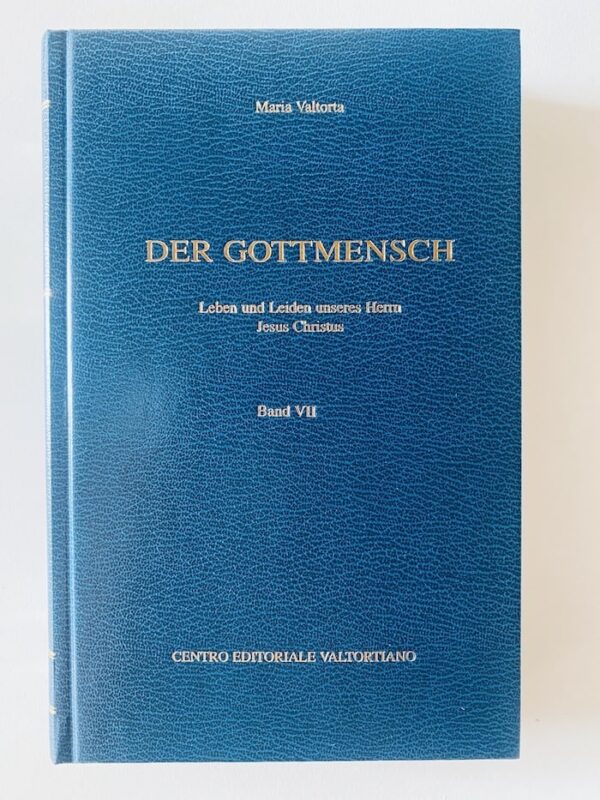 Maria Valtorta
DER GOTTMENSCH
Leben und Leiden unseres Herrn
Jesus Christus
Band VII
CENTRO EDITORIALE VALTORTIANO